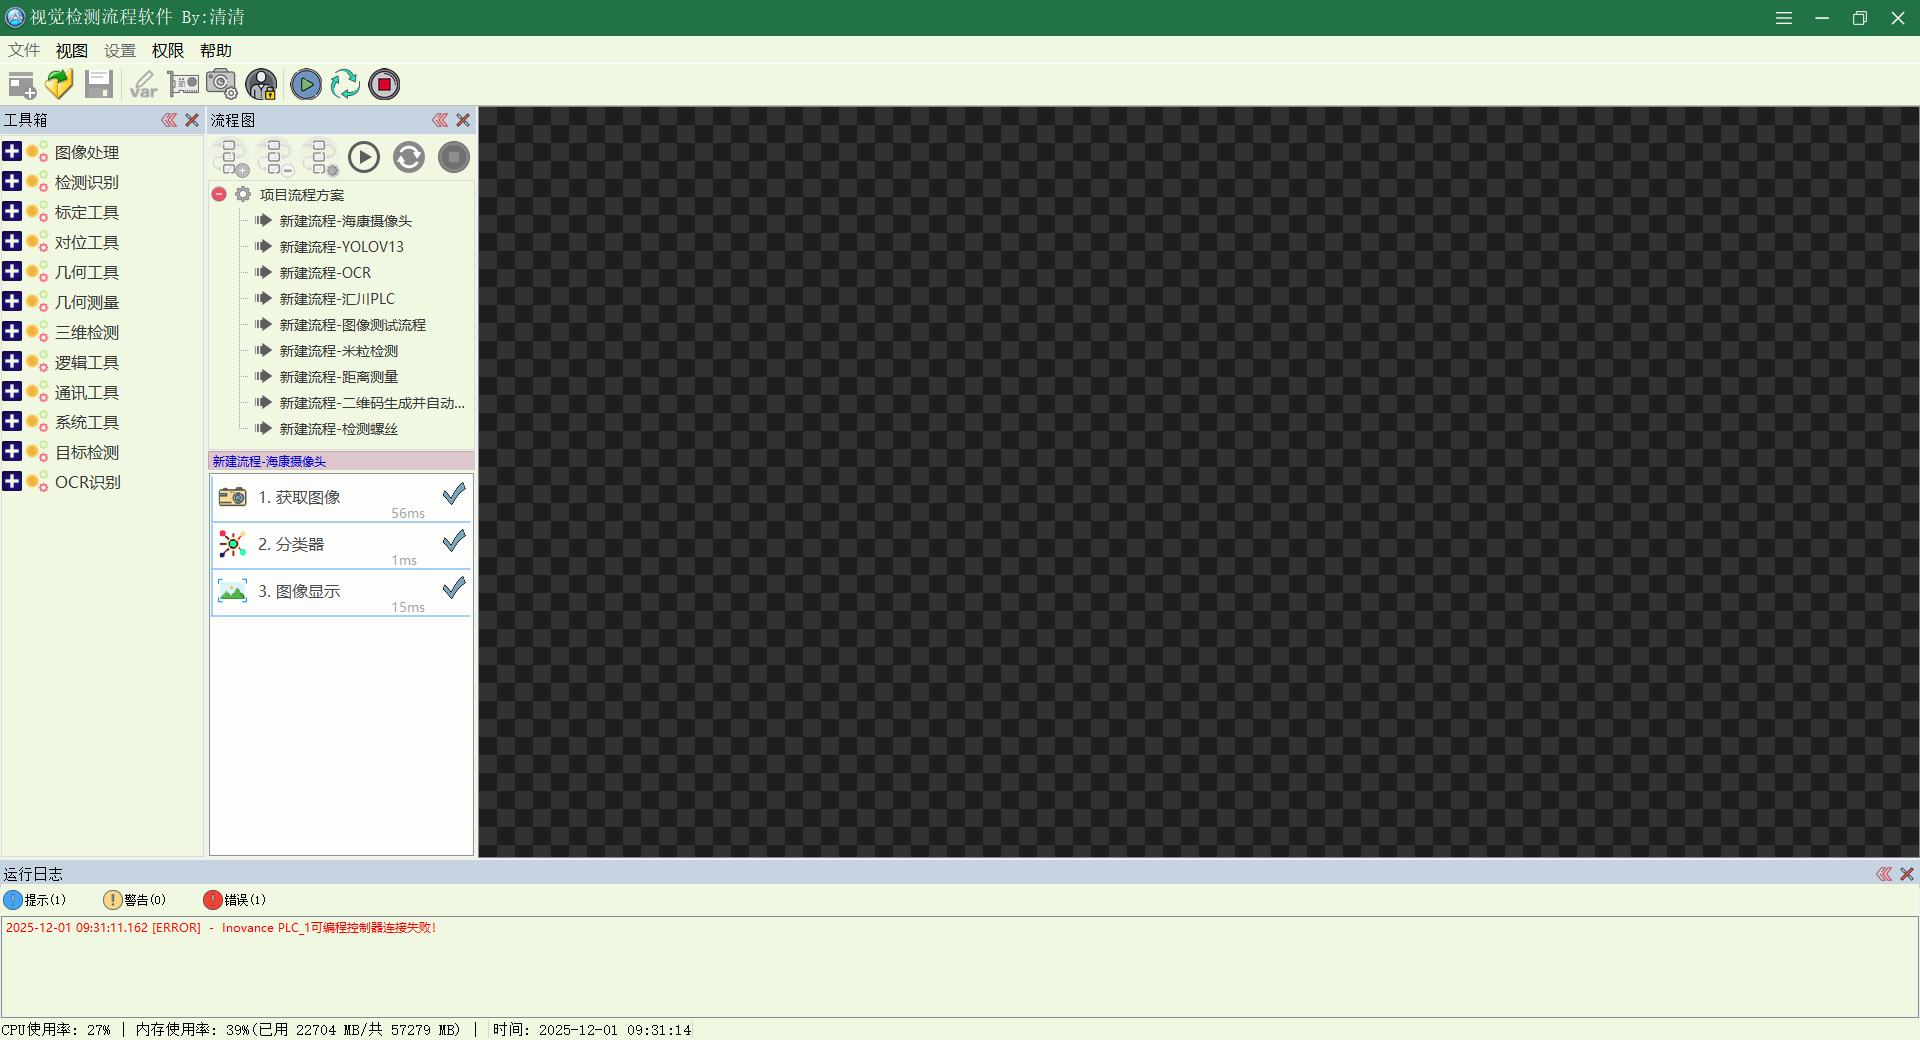 视觉检测流程软件 By:清清
文件 视图 设置 权限 帮助
var
工具箱
图像处理
检测识别
标定工具
对位工具
几何工具
几何测量
三维检测
逻辑工具
通讯工具
系统工具
目标检测
OCR识别
流程图
项目流程方案
新建流程-海康摄像头
新建流程-YOLOV13
新建流程-OCR
新建流程-汇川PLC
新建流程-图像测试流程
新建流程-米粒检测
新建流程-距离测量
新建流程-二维码生成并自动...
新建流程-检测螺丝
新建流程-海康摄像头
1. 获取图像
56ms
2. 分类器
1ms
3. 图像显示
15ms
运行日志
提示(1) 警告(0) 错误(1)
2025-12-01 09:31:11.162 [ERROR] - Inovance PLC_1可编程控制器连接失败!
CPU使用率: 27% | 内存使用率: 39%(已用 22704 MB/共 57279 MB) | 时间: 2025-12-01 09:31:14